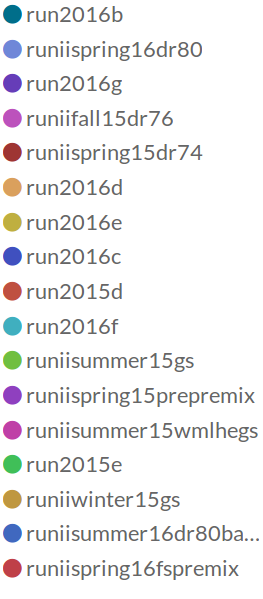 run2016b
runiispring16dr80
run2016g
runiifall15dr76
runiispring15dr74
run2016d
run2016e
run2016c
run2015d
run2016f
runiisummer15gs
runiispring15prepremix
runiisummer15wmlhegs
run2015e
runiiwinter15gs
runiisummer16dr80ba...
runiispring16fspremix